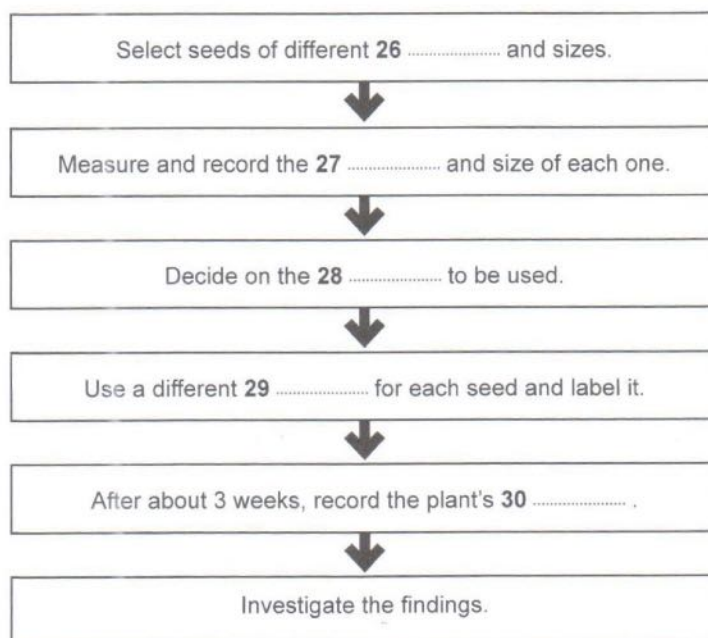 Select seeds of different 26 .................... and sizes.
Measure and record the 27 .................... and size of each one.
Decide on the 28 .................... to be used.
Use a different 29 .................... for each seed and label it.
After about 3 weeks, record the plant's 30 .................... .
Investigate the findings.